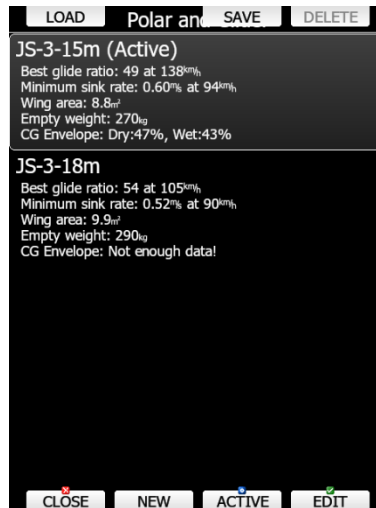 LOAD
Polar and
SAVE
DELETE
JS-3-15m (Active)
Best glide ratio: 49 at 138km/h
Minimum sink rate: 0.60m/s at 94km/h
Wing area: 8.8m²
Empty weight: 270kg
CG Envelope: Dry:47%, Wet:43%
JS-3-18m
Best glide ratio: 54 at 105km/h
Minimum sink rate: 0.52m/s at 90km/h
Wing area: 9.9m²
Empty weight: 290kg
CG Envelope: Not enough data!
CLOSE
NEW
ACTIVE
EDIT